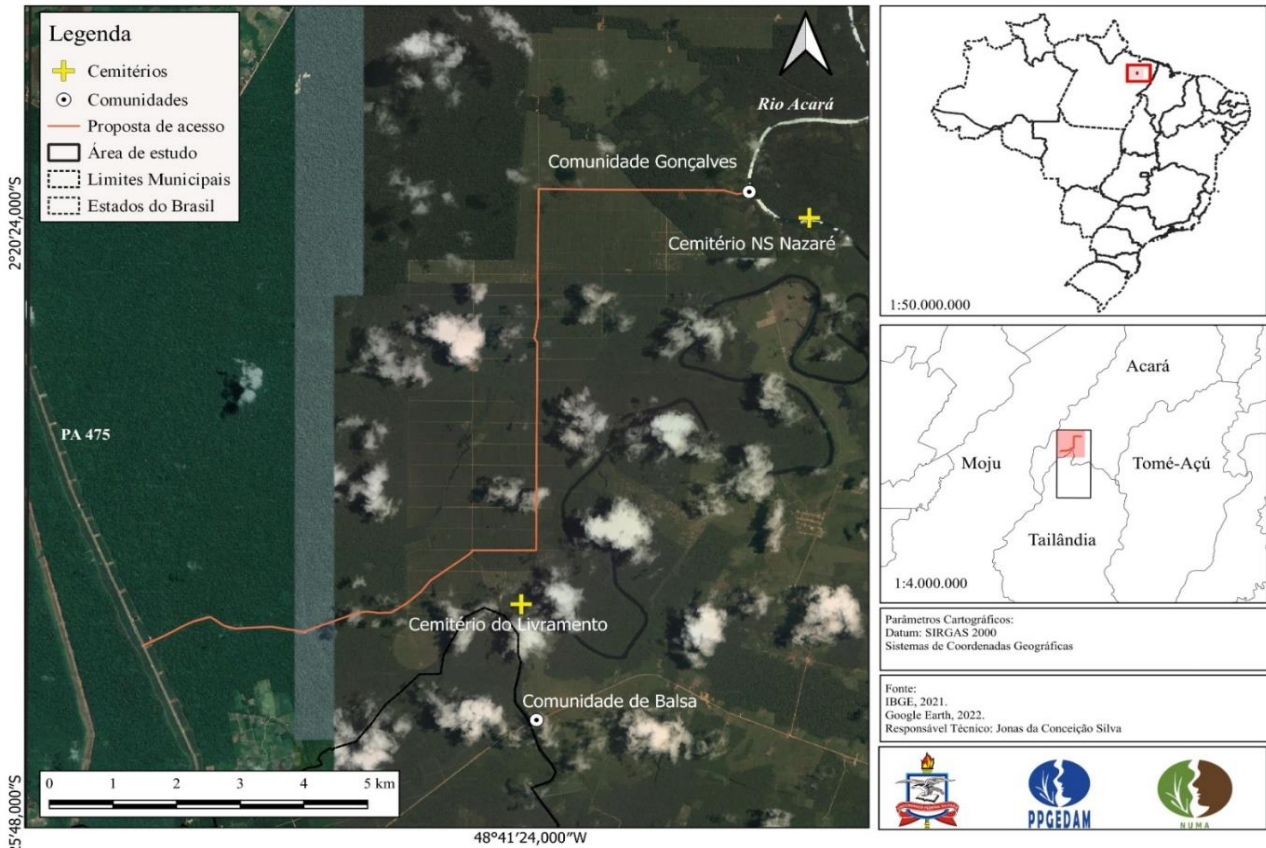 Legenda
Cemitérios
Comunidades
Proposta de acesso
Área de estudo
Limites Municipais
Estados do Brasil
Rio Acará
Comunidade Gonçalves
Cemitério NS Nazaré
PA 475
Cemitério do Livramento
Comunidade de Balsa
0 1 2 3 4 5 km
2°20'24,000"S
25'48,000"S
48°41'24,000"W
1:50.000.000
Acará
Moju
Tomé-Açú
Tailândia
1:4.000.000
Parâmetros Cartográficos:
Datum: SIRGAS 2000
Sistemas de Coordenadas Geográficas
Fonte:
IBGE, 2021.
Google Earth, 2022.
Responsável Técnico: Jonas da Conceição Silva
PPGEDAM
NUMA